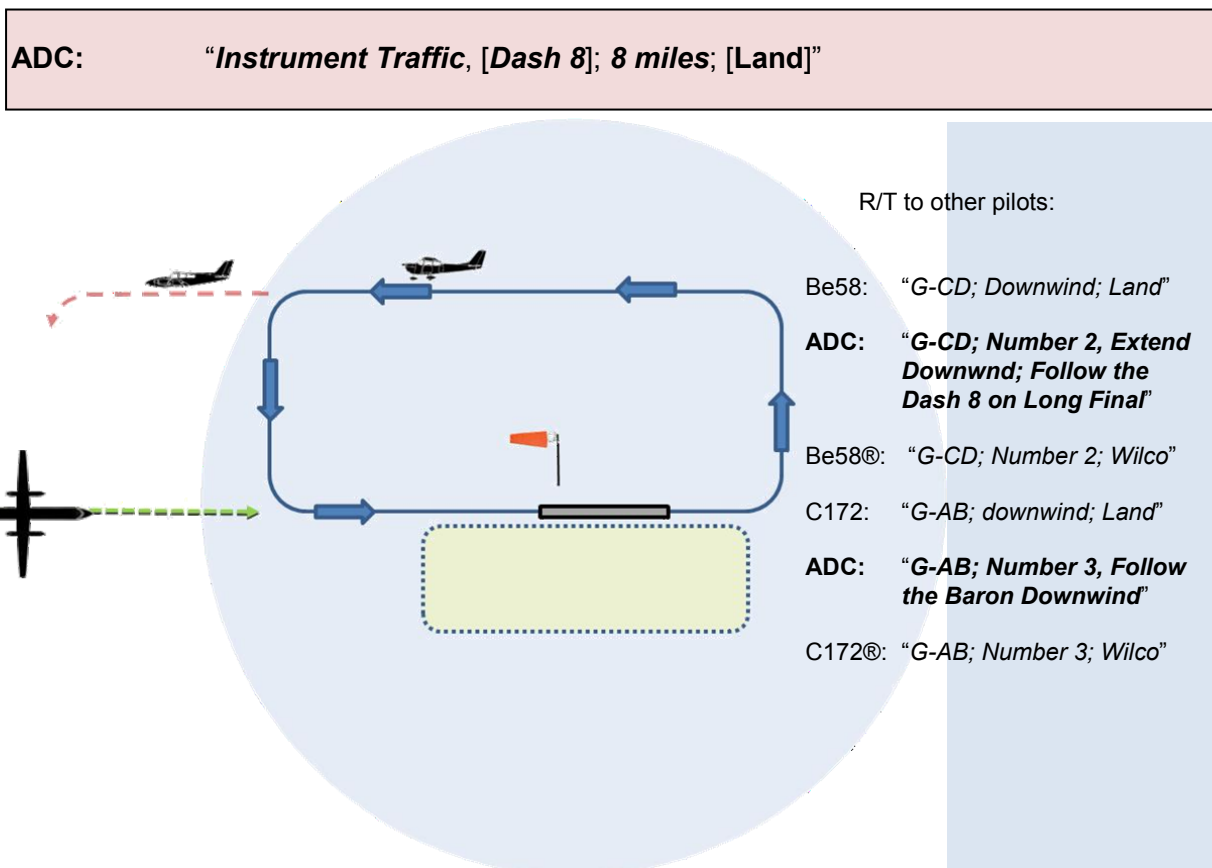 ADC: “Instrument Traffic, [Dash 8]; 8 miles; [Land]”
R/T to other pilots:
Be58: “G-CD; Downwind; Land”
ADC: “G-CD; Number 2, Extend
Downwnd; Follow the
Dash 8 on Long Final”
Be58®: “G-CD; Number 2; Wilco”
C172: “G-AB; downwind; Land”
ADC: “G-AB; Number 3, Follow
the Baron Downwind”
C172®: “G-AB; Number 3; Wilco”